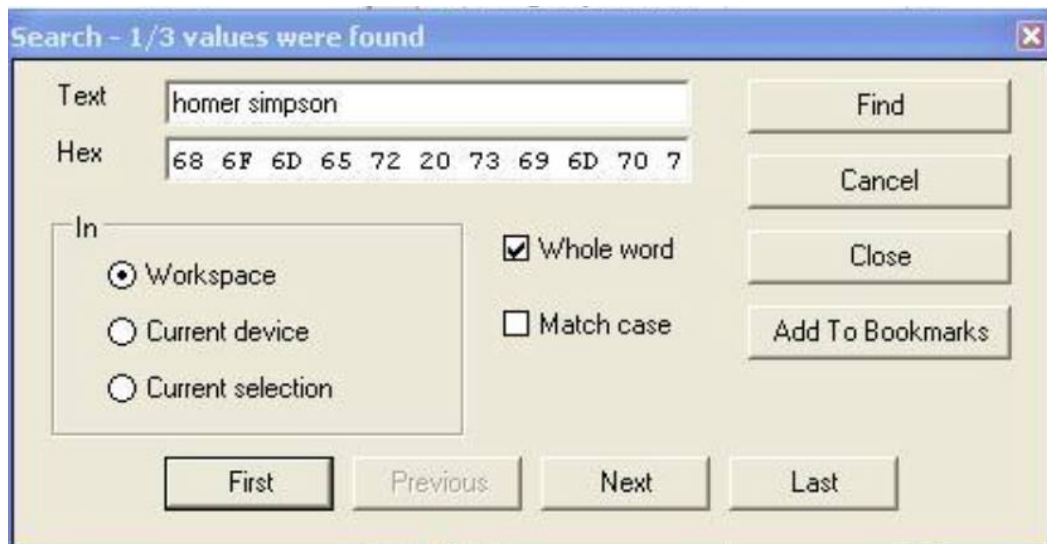 Search - 1/3 values were found
Text homer simpson Find
Hex 68 6F 6D 65 72 20 73 69 6D 70 7
Cancel
In
Workspace
Whole word
Close
Current device
Match case
Add To Bookmarks
Current selection
First Previous Next Last